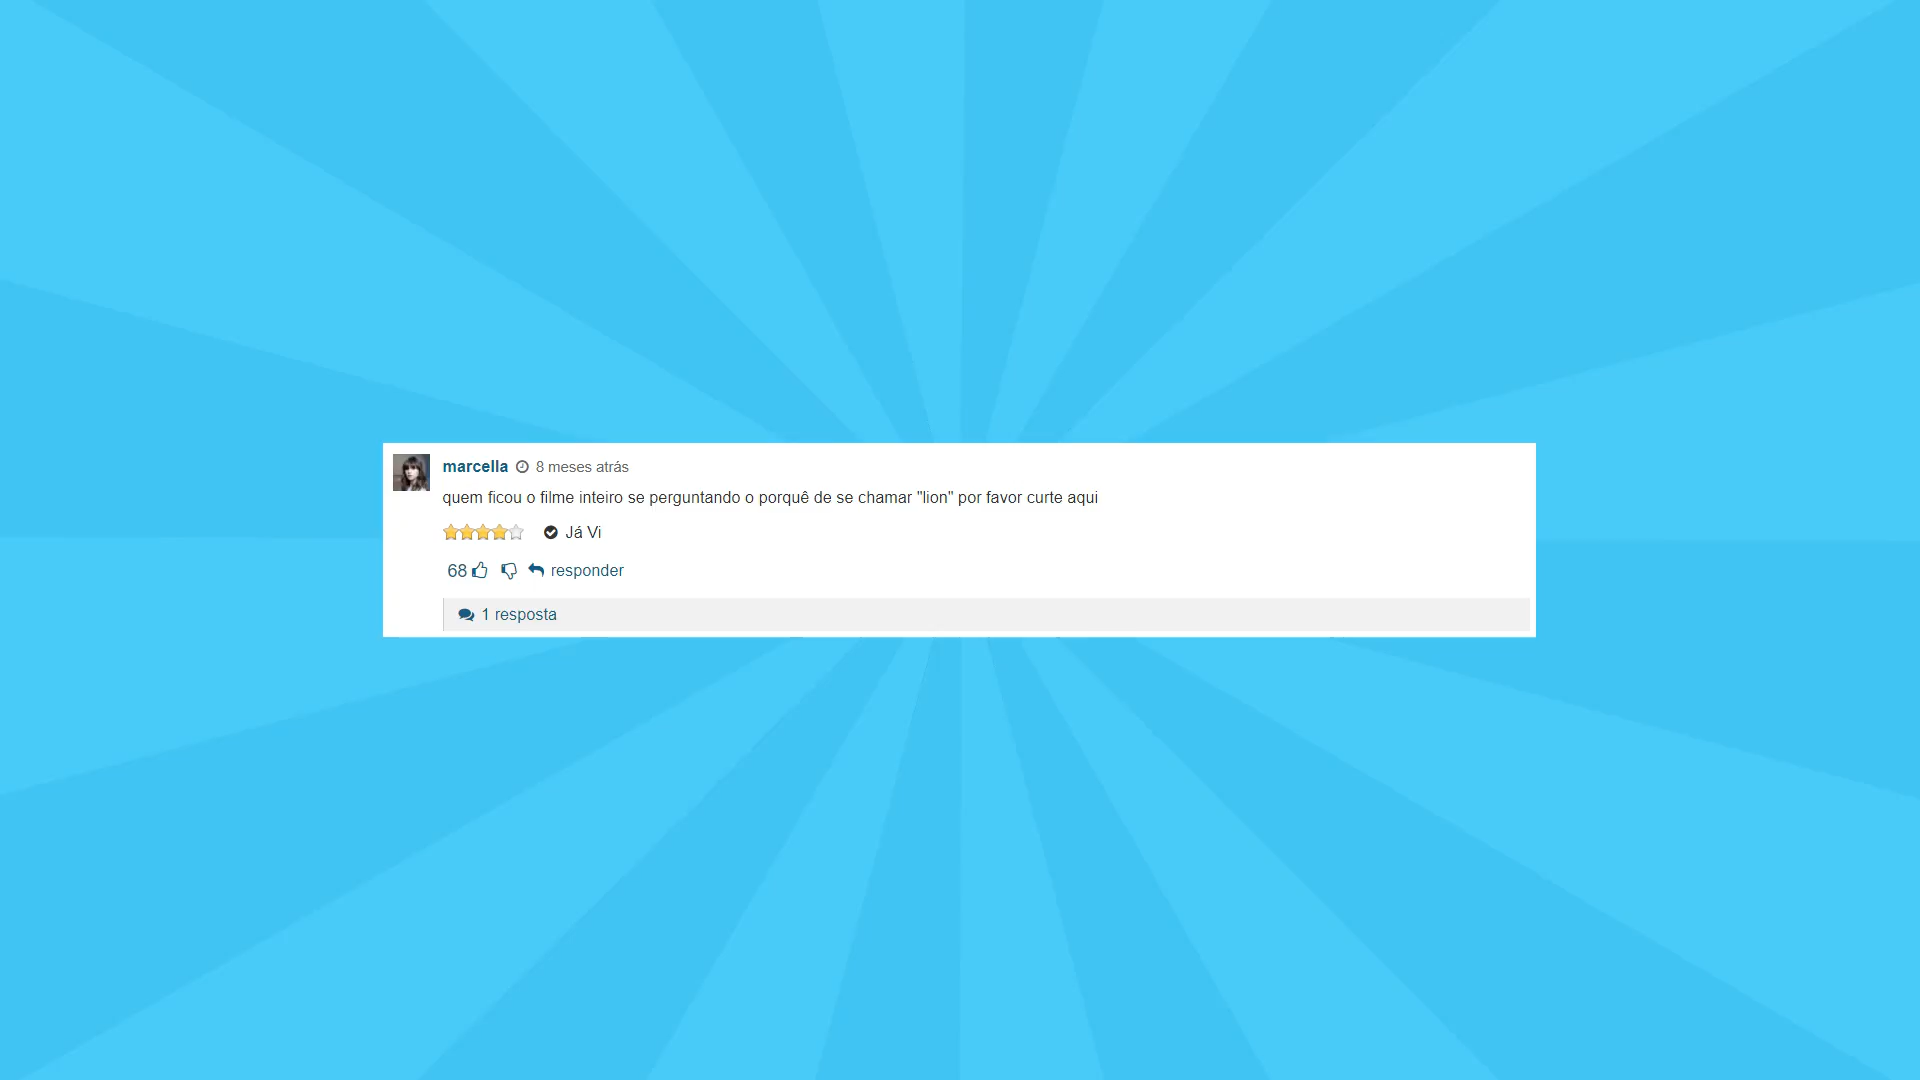 marcella 8 meses atrás
quem ficou o filme inteiro se perguntando o porquê de se chamar "lion" por favor curte aqui
Já Vi
68 responder
1 resposta